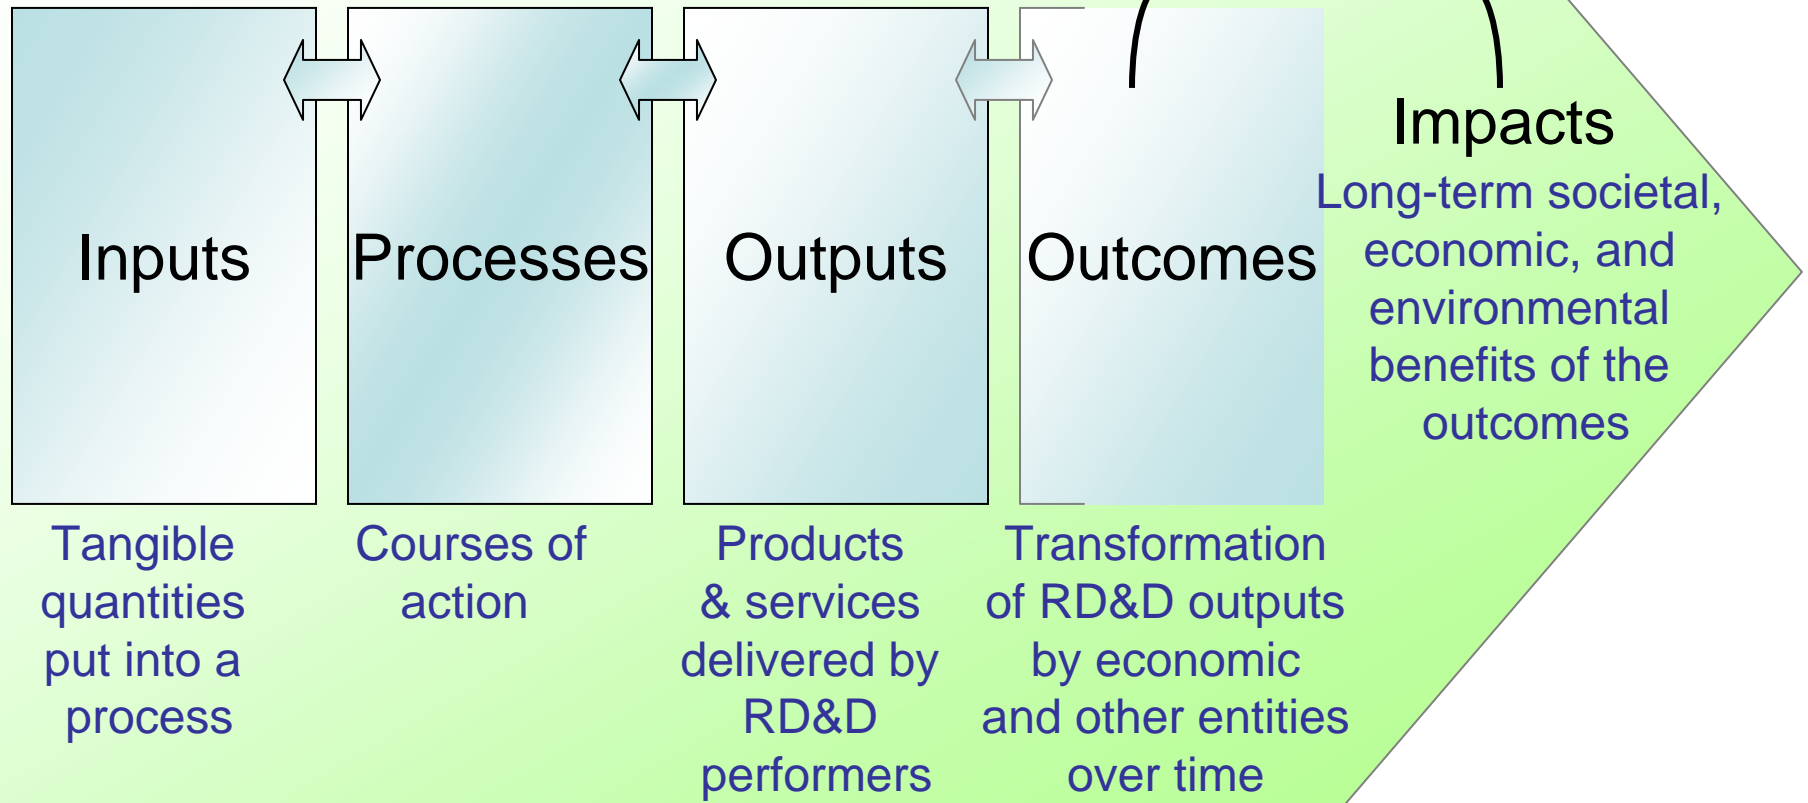 Inputs
Tangible
quantities
put into a
process
Processes
Courses of
action
Outputs
Products
& services
delivered by
RD&D
performers
Outcomes
Transformation
of RD&D outputs
by economic
and other entities
over time
Impacts
Long-term societal,
economic, and
environmental
benefits of the
outcomes